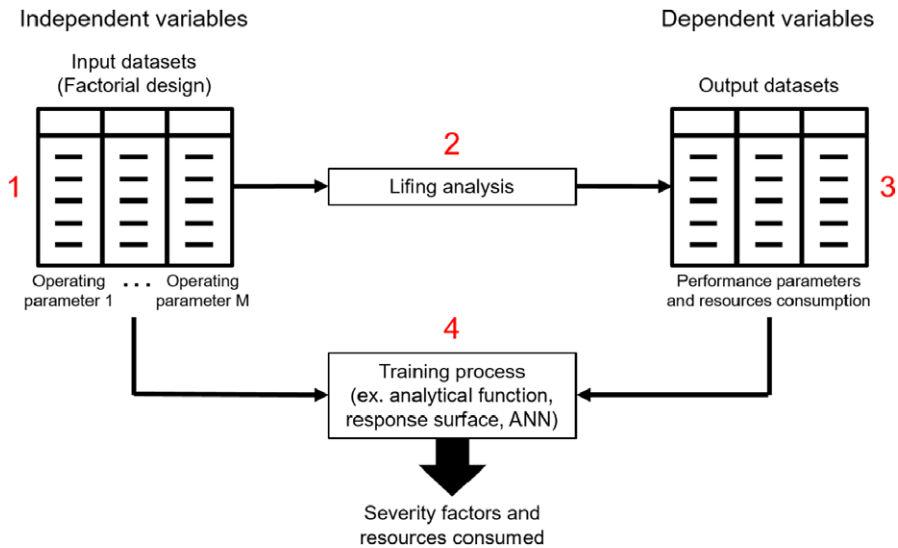 Independent variables
Dependent variables
Input datasets
(Factorial design)
Output datasets
1
2
Lifing analysis
3
Operating
parameter 1
...
Operating
parameter M
Performance parameters
and resources consumption
4
Training process
(ex. analytical function,
response surface, ANN)
Severity factors and
resources consumed